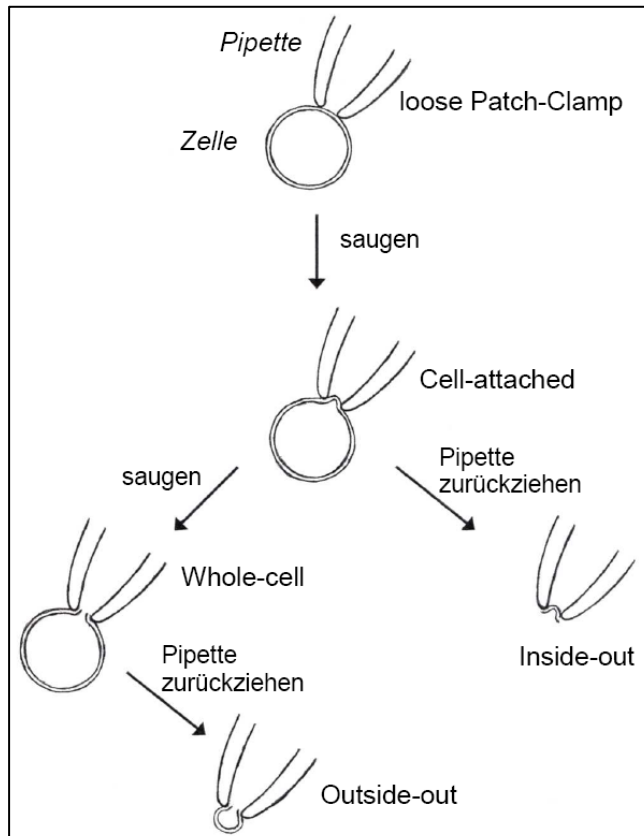 Pipette
loose Patch-Clamp
Zelle
saugen
Cell-attached
saugen
Pipette
zurückziehen
Whole-cell
Inside-out
Pipette
zurückziehen
Outside-out